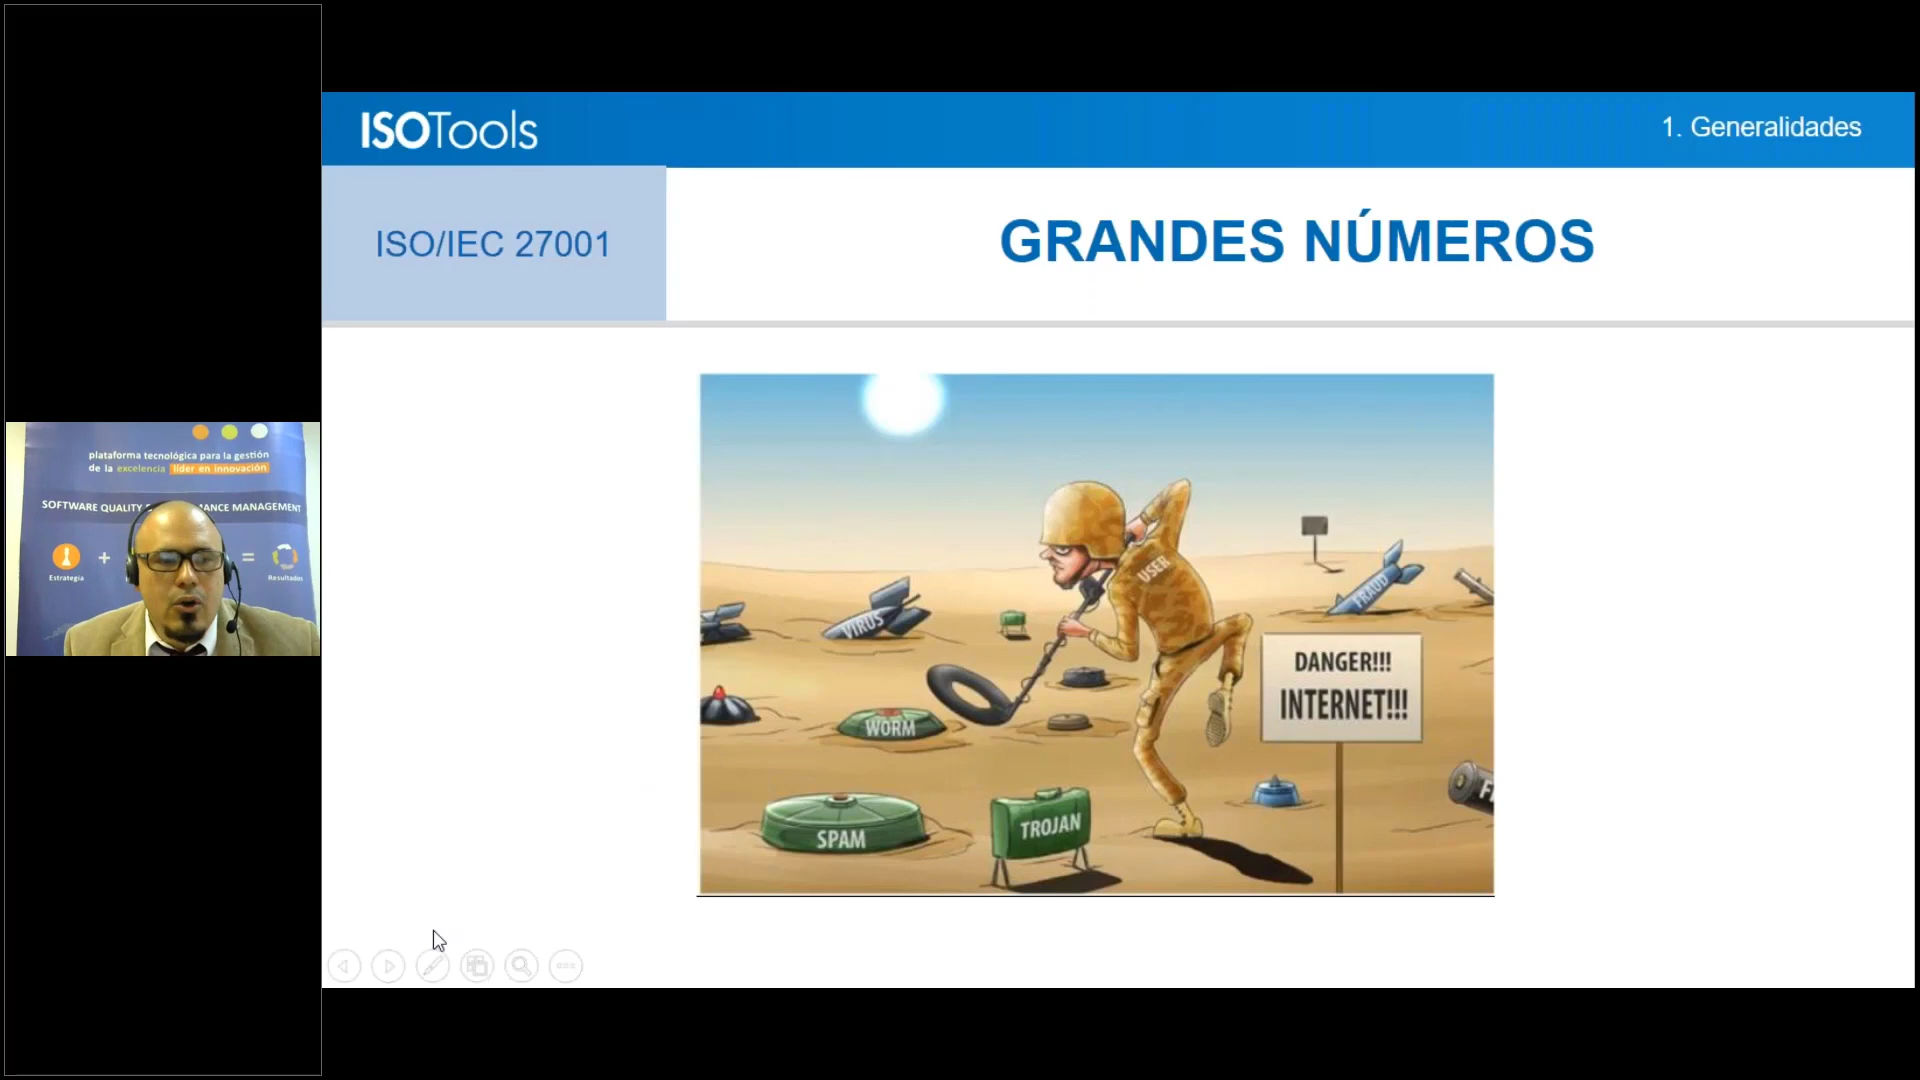 ISOTools
1. Generalidades
ISO/IEC 27001
GRANDES NÚMEROS
plataforma tecnológica para la gestión
de la excelencia líder en innovación
SOFTWARE QUALITY MANAGEMENT
+
=
Estrategia
Resultados
USER
VIRUS
FRAUD
DANGER!!!
INTERNET!!!
WORM
SPAM
TROJAN